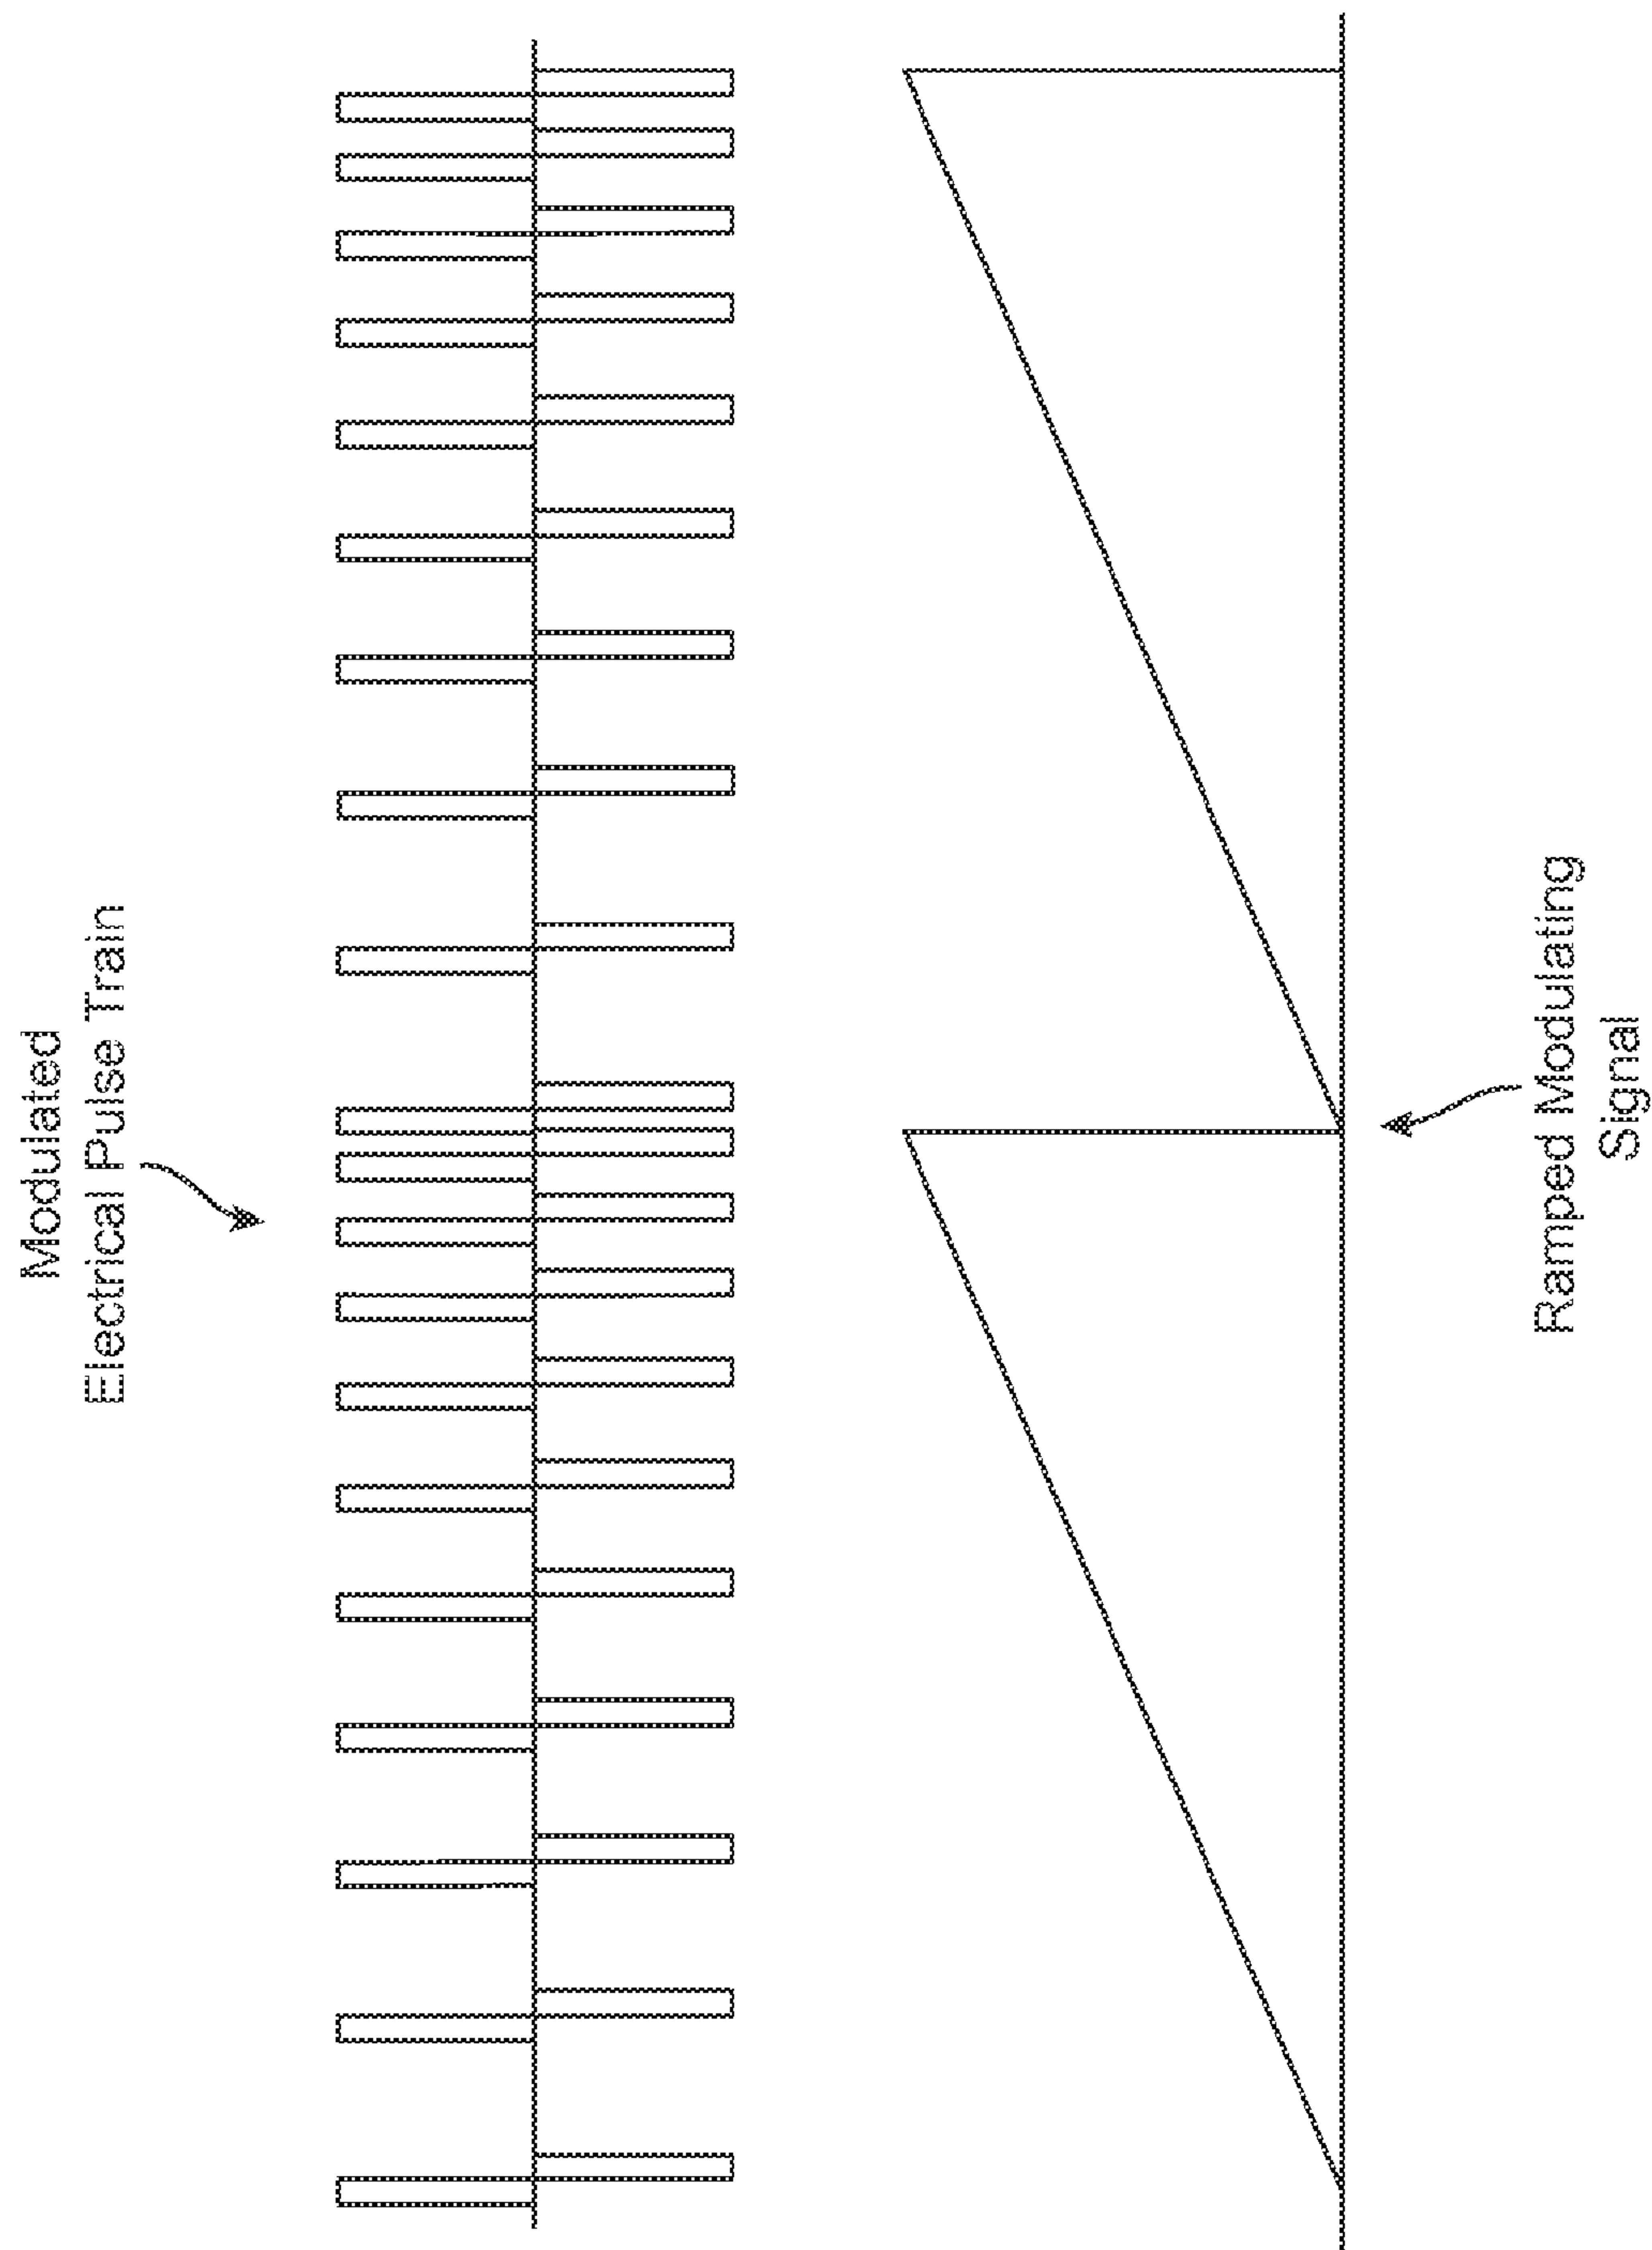 Modulated
Electrical Pulse Train
Ramped Modulating
Signal